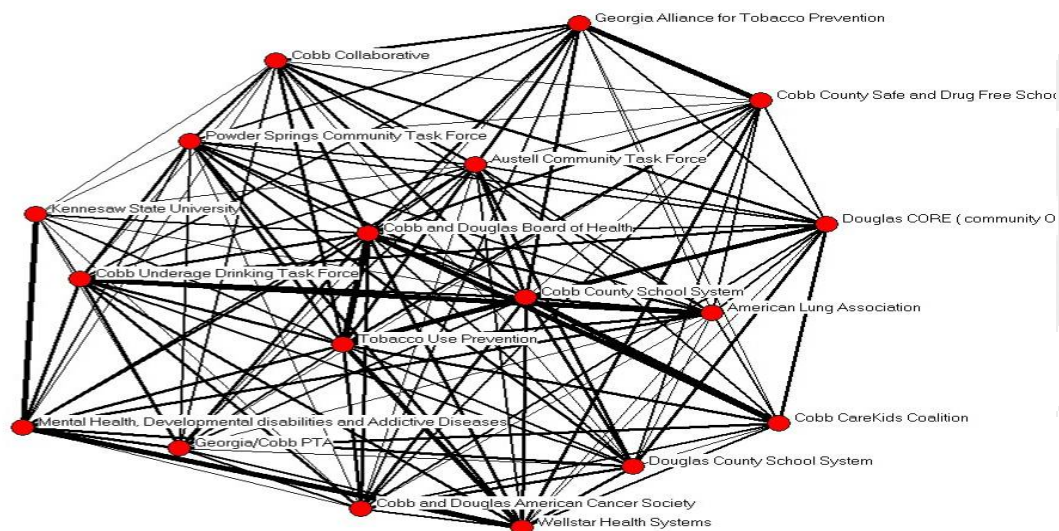 Georgia Alliance for Tobacco Prevention
Cobb Collaborative
Cobb County Safe and Drug Free Schoo
Powder Springs Community Task Force
Austell Community Task Force
Kennesaw State University
Douglas CORE ( community O
Cobb and Douglas Board of Health
Cobb Underage Drinking Task Force
Cobb County School System
American Lung Association
Tobacco Use Prevention
Cobb CareKids Coalition
Mental Health, Developmental disabilities and Addictive Diseases
Georgia/Cobb PTA
Douglas County School System
Cobb and Douglas American Cancer Society
Wellstar Health Systems